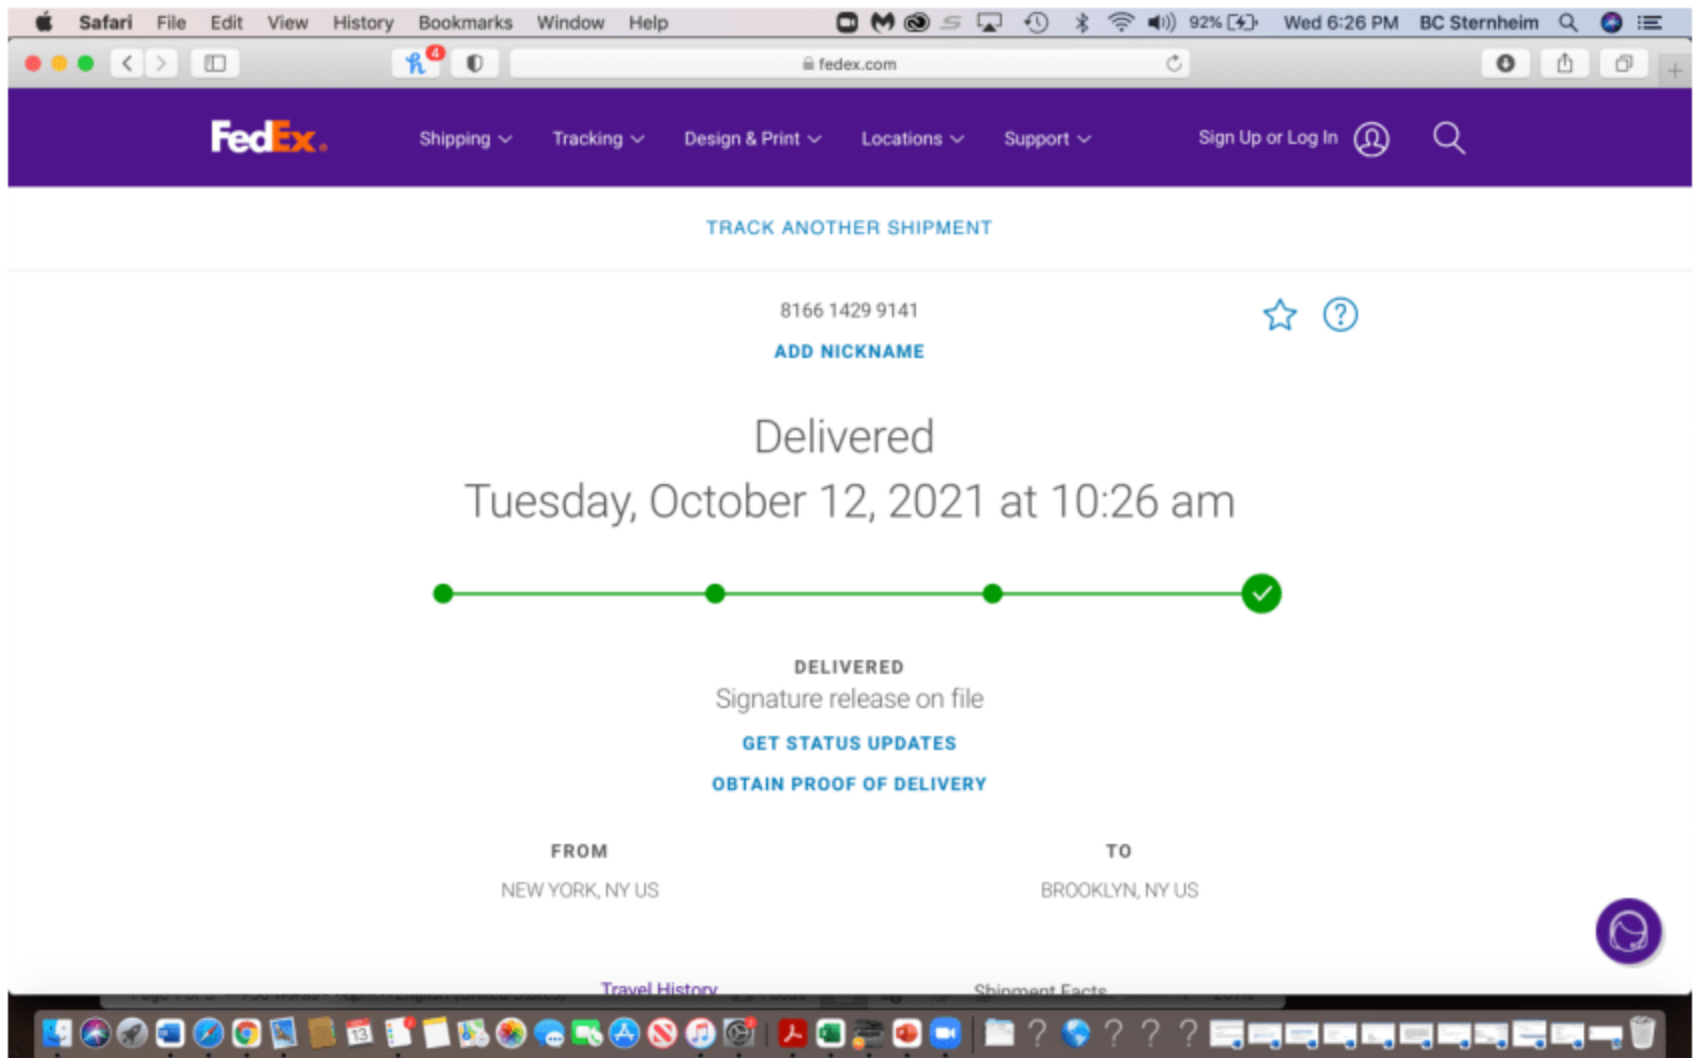 Safari File Edit View History Bookmarks Window Help 92% Wed 6:26 PM BC Sternheim
4 fedex.com
FedEx® Shipping Tracking Design & Print Locations Support Sign Up or Log In
TRACK ANOTHER SHIPMENT
8166 1429 9141
ADD NICKNAME
Delivered
Tuesday, October 12, 2021 at 10:26 am
DELIVERED
Signature release on file
GET STATUS UPDATES
OBTAIN PROOF OF DELIVERY
FROM TO
NEW YORK, NY US BROOKLYN, NY US
Travel History Shipment Facts
13